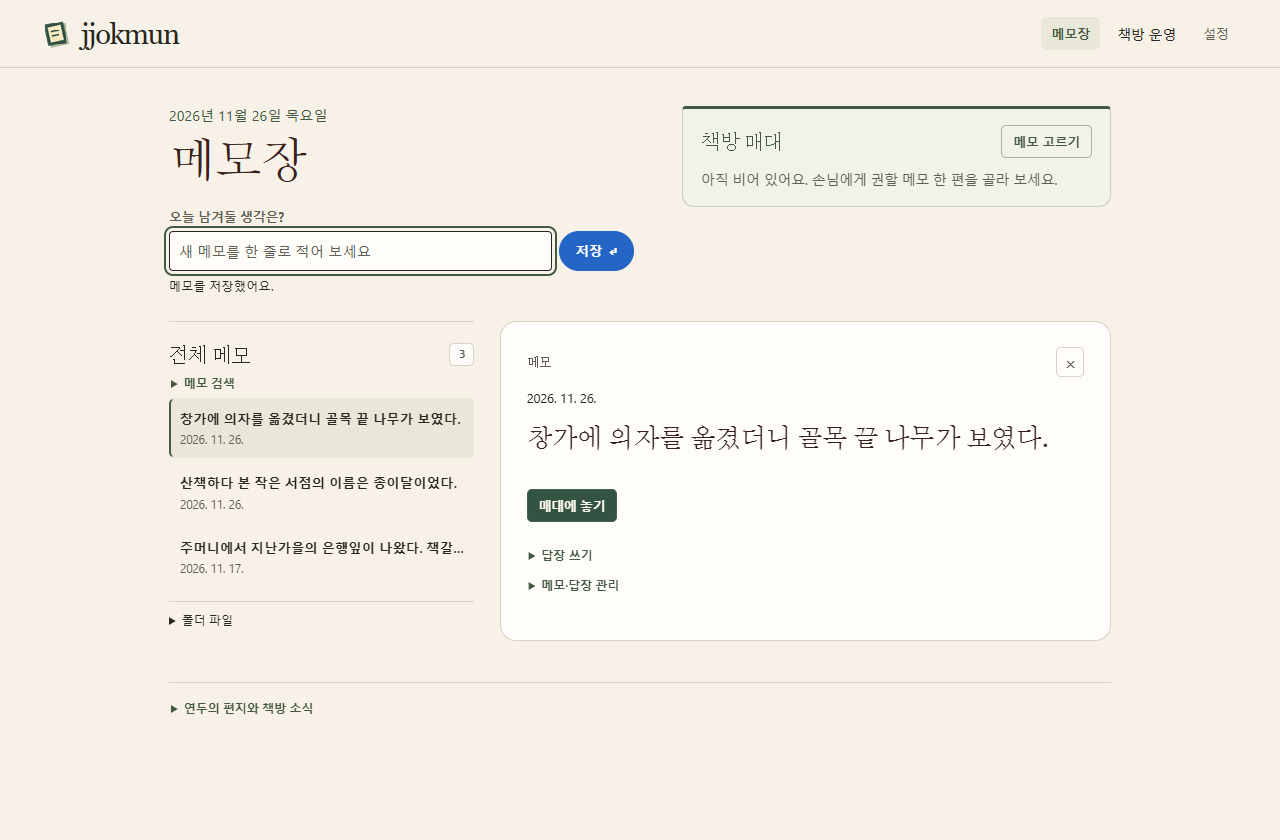 jjokmun
메모장 책방 운영 설정
2026년 11월 26일 목요일
메모장
오늘 남겨둘 생각은?
새 메모를 한 줄로 적어 보세요
저장 ↵
메모를 저장했어요.
책방 매대
메모 고르기
아직 비어 있어요. 손님에게 권할 메모 한 편을 골라 보세요.
전체 메모 3
▶ 메모 검색
창가에 의자를 옮겼더니 골목 끝 나무가 보였다.
2026. 11. 26.
산책하다 본 작은 서점의 이름은 종이달이었다.
2026. 11. 26.
주머니에서 지난가을의 은행잎이 나왔다. 책갈…
2026. 11. 17.
▶ 폴더 파일
메모 ×
2026. 11. 26.
창가에 의자를 옮겼더니 골목 끝 나무가 보였다.
매대에 놓기
▶ 답장 쓰기
▶ 메모·답장 관리
▶ 연두의 편지와 책방 소식